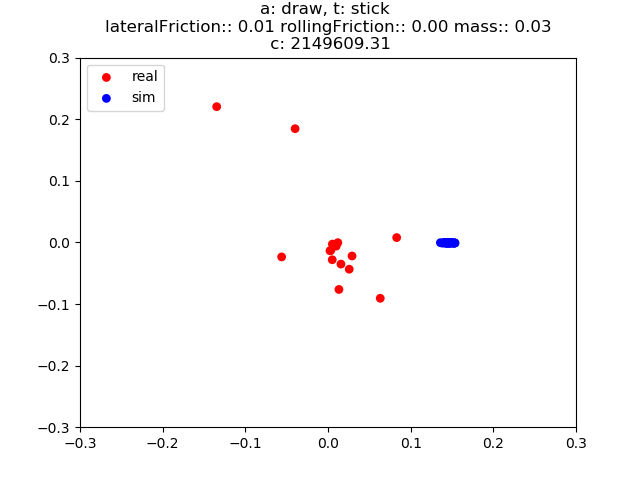 a: draw, t: stick
lateralFriction:: 0.01 rollingFriction:: 0.00 mass:: 0.03
c: 2149609.31
real
sim
0.3
0.2
0.1
0.0
−0.1
−0.2
−0.3
−0.3 −0.2 −0.1 0.0 0.1 0.2 0.3